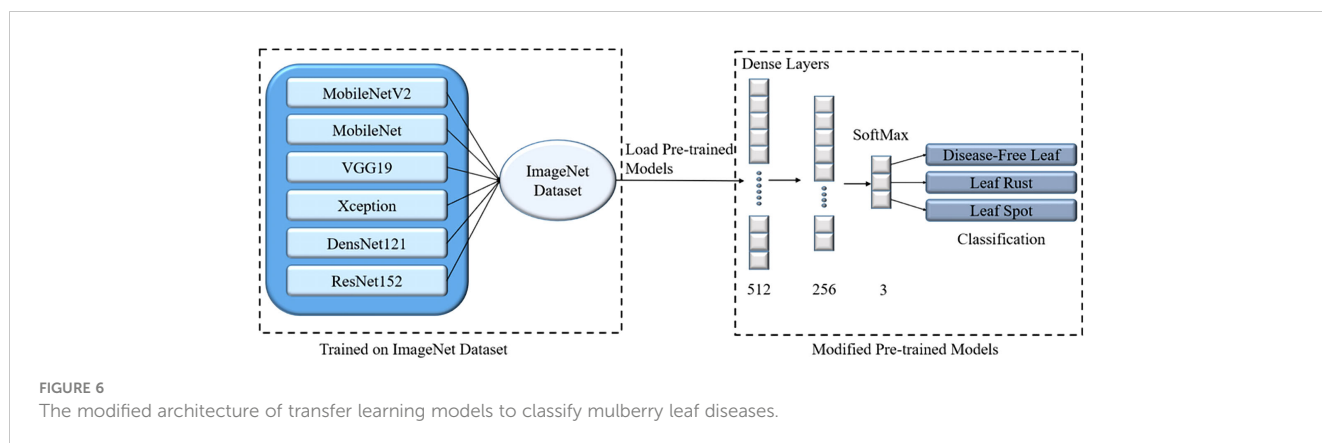 MobileNetV2
MobileNet
VGG19
Xception
DensNet121
ResNet152
ImageNet
Dataset
Trained on ImageNet Dataset
Load Pre-trained
Models
Dense Layers
SoftMax
512
256
3
Disease-Free Leaf
Leaf Rust
Leaf Spot
Classification
Modified Pre-trained Models
FIGURE 6
The modified architecture of transfer learning models to classify mulberry leaf diseases.